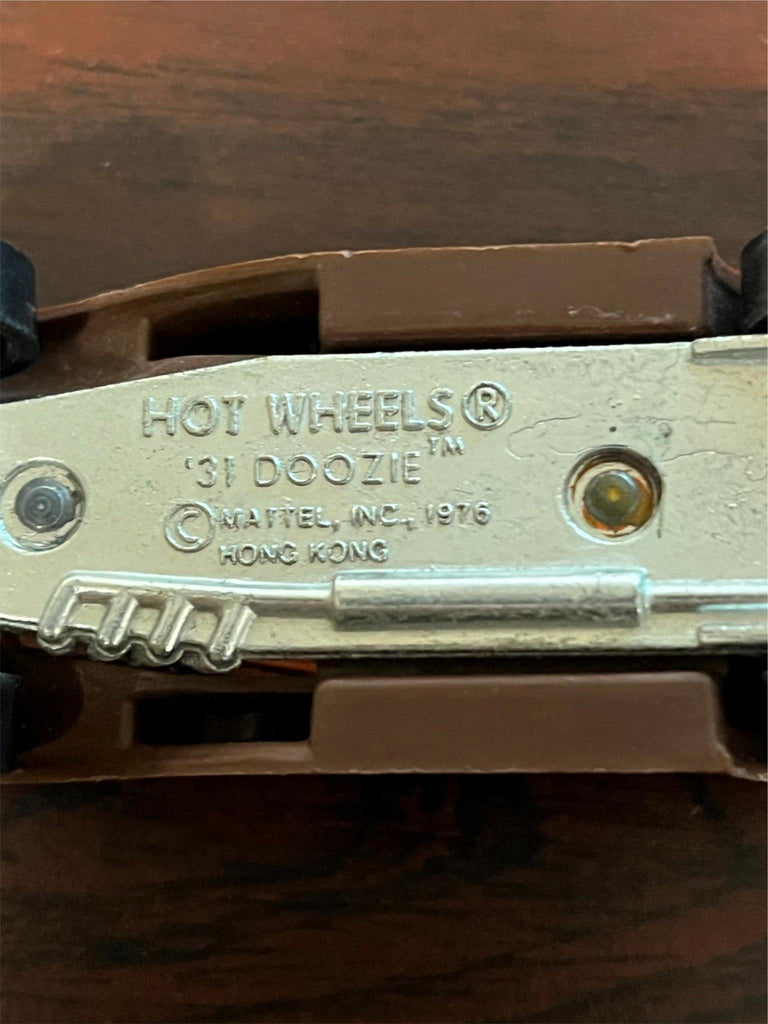 HOT WHEELS®
'31 DOOZIE™
© MATTEL, INC., 1976
HONG KONG